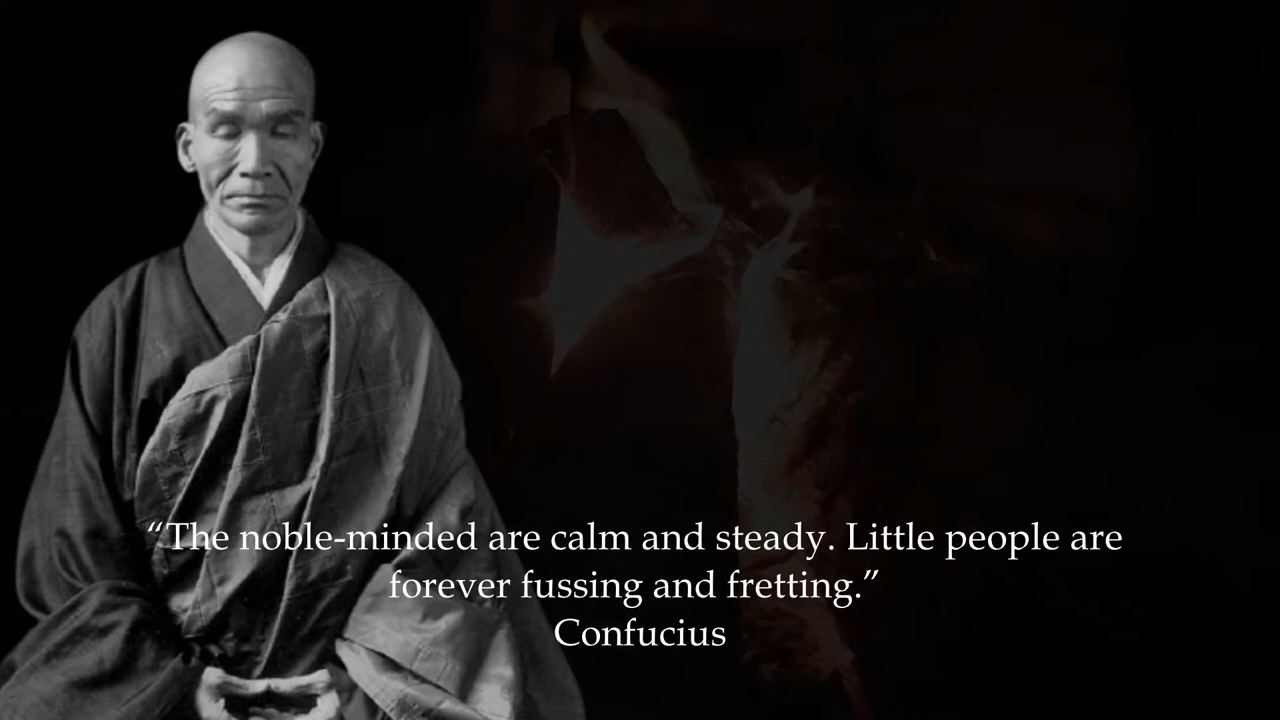 “The noble-minded are calm and steady. Little people are
forever fussing and fretting.”
Confucius